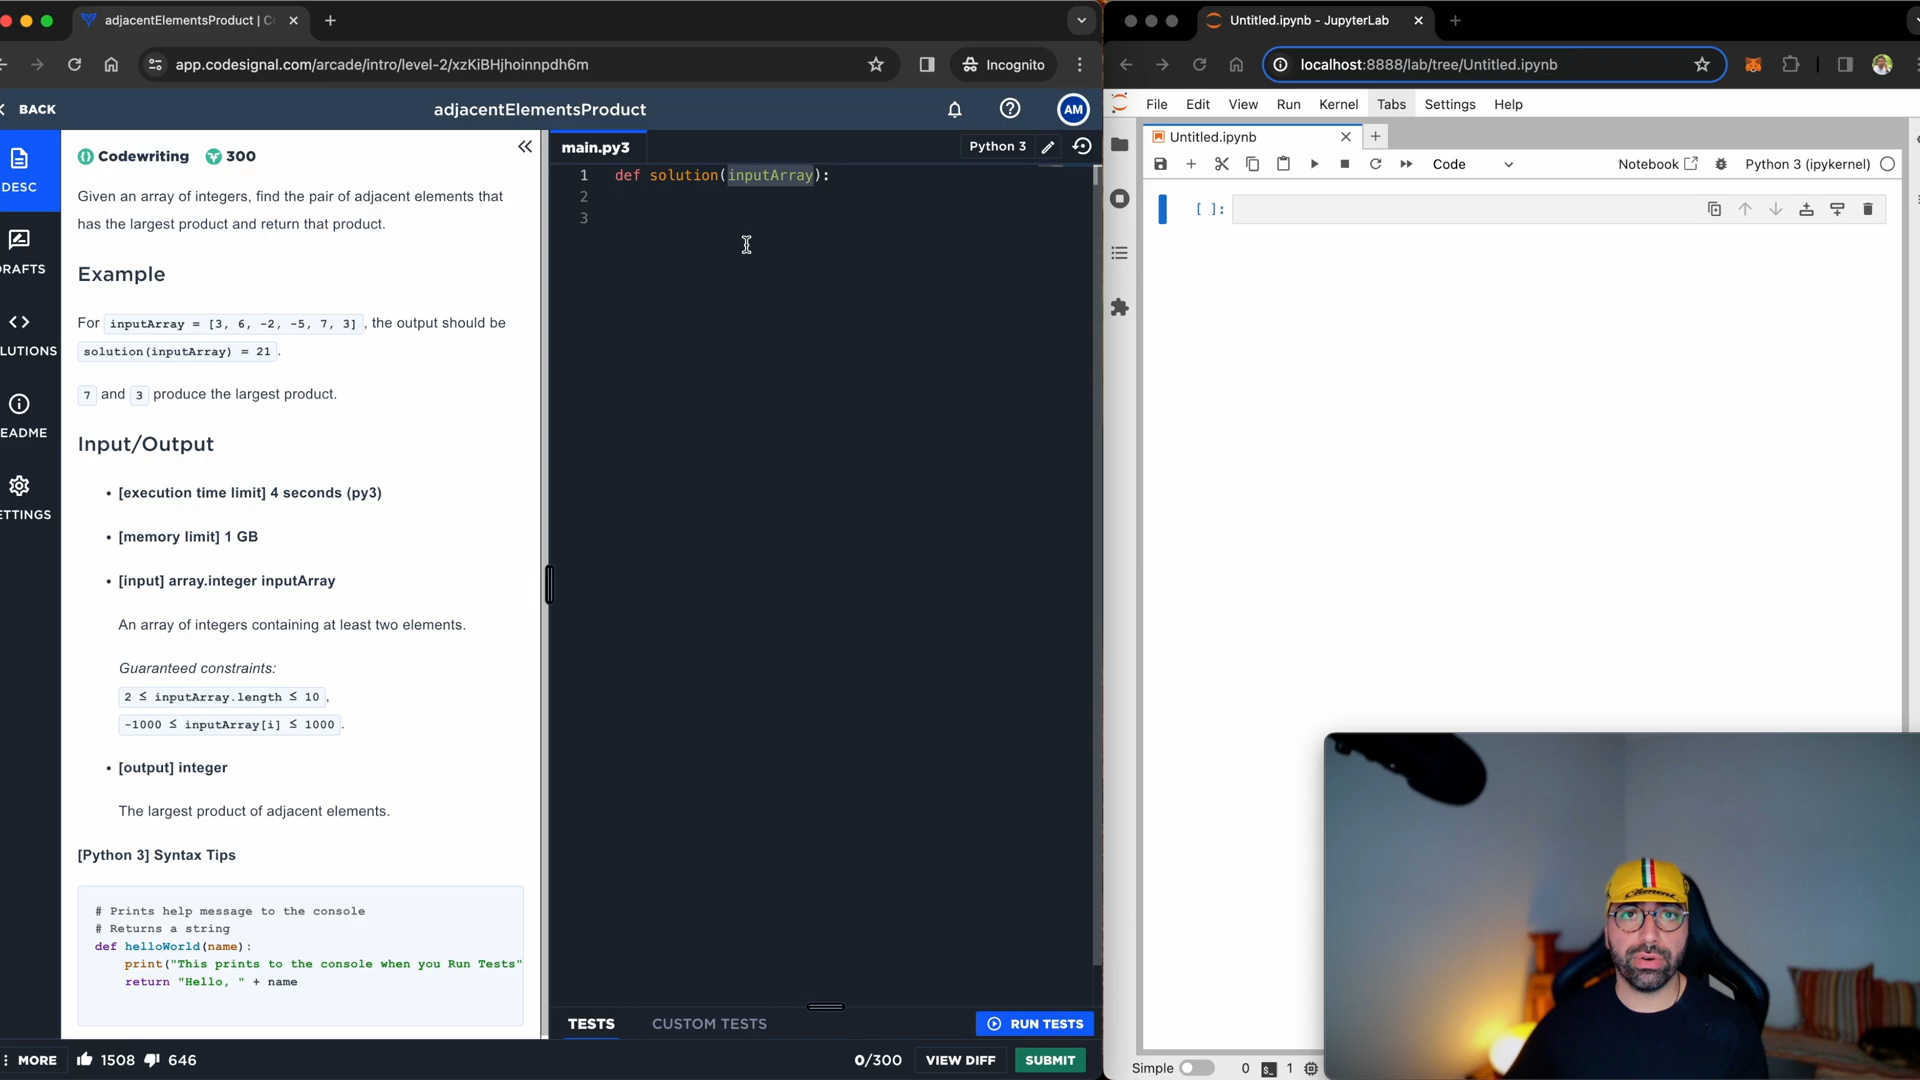 adjacentElementsProduct | C
Untitled.ipynb - JupyterLab
app.codesignal.com/arcade/intro/level-2/xzKiBHjhoinnpdh6m
Incognito
localhost:8888/lab/tree/Untitled.ipynb
BACK
adjacentElementsProduct
AM
File Edit View Run Kernel Tabs Settings Help
Untitled.ipynb
Codewriting 300
main.py3
Python 3
Code
Notebook
Python 3 (ipykernel)
DESC
DRAFTS
LUTIONS
EADME
ETTINGS
Given an array of integers, find the pair of adjacent elements that
has the largest product and return that product.
Example
For inputArray = [3, 6, -2, -5, 7, 3], the output should be
solution(inputArray) = 21.
7 and 3 produce the largest product.
Input/Output
• [execution time limit] 4 seconds (py3)
• [memory limit] 1 GB
• [input] array.integer inputArray
An array of integers containing at least two elements.
Guaranteed constraints:
2 ≤ inputArray.length ≤ 10,
-1000 ≤ inputArray[i] ≤ 1000.
• [output] integer
The largest product of adjacent elements.
[Python 3] Syntax Tips
# Prints help message to the console
# Returns a string
def helloWorld(name):
print("This prints to the console when you Run Tests"
return "Hello, " + name
1 def solution(inputArray):
2
3
[ ]:
TESTS
CUSTOM TESTS
RUN TESTS
MORE 1508 646
0/300
VIEW DIFF
SUBMIT
Simple 0 1